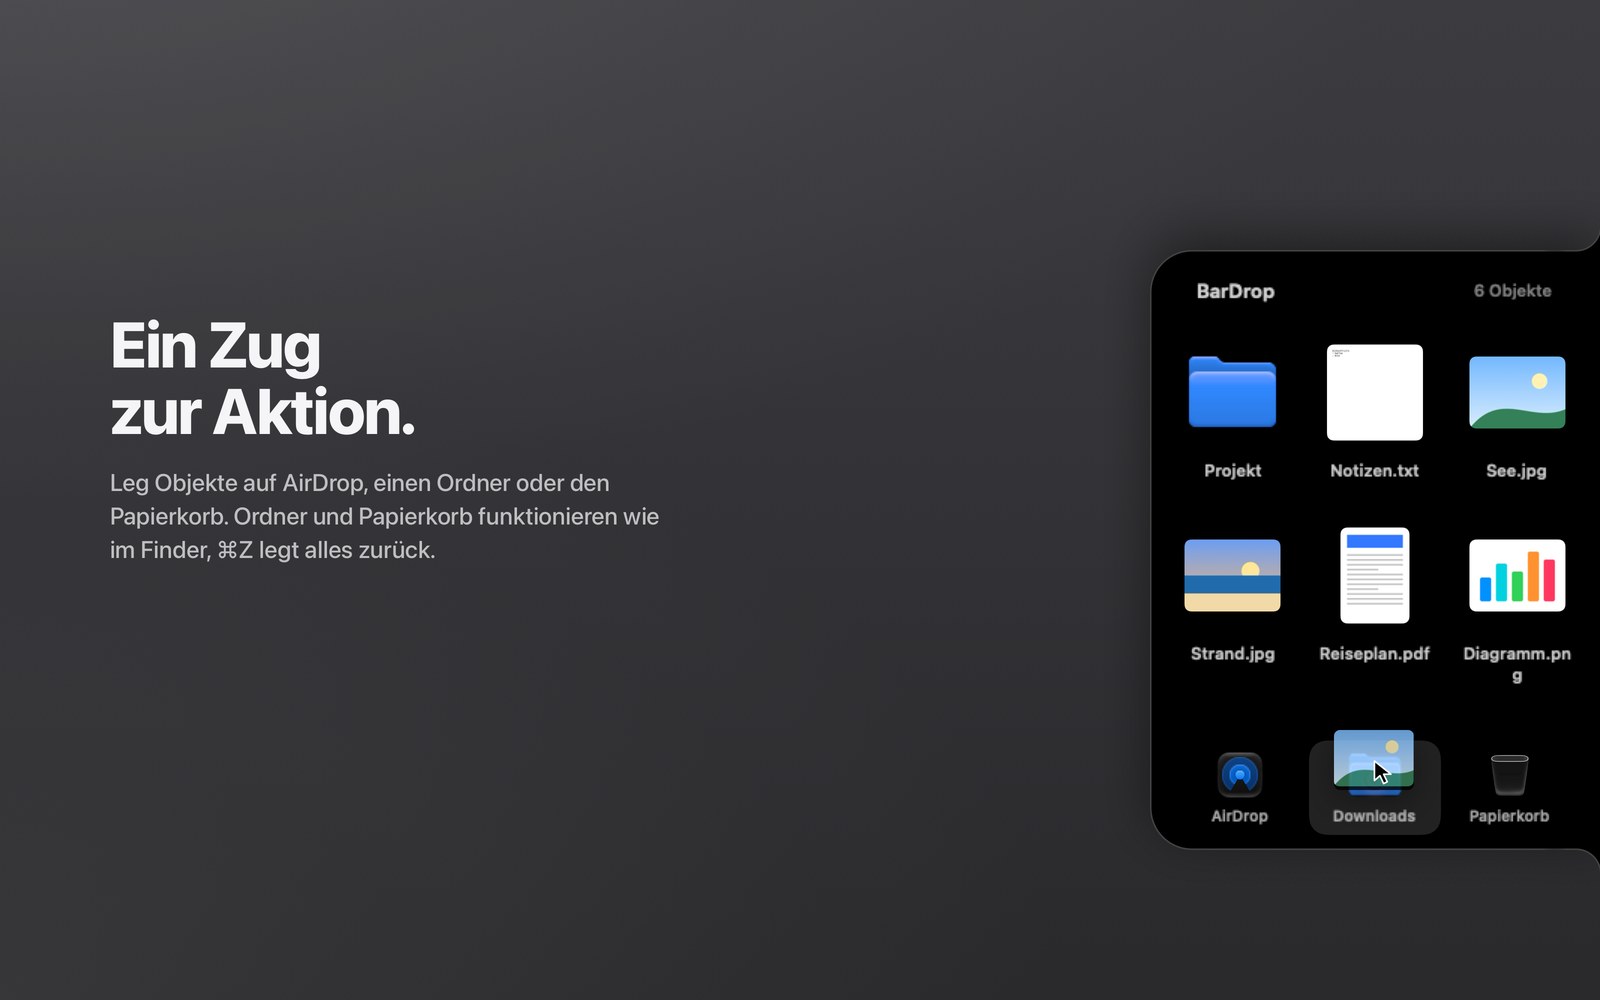 Ein Zug
zur Aktion.
Leg Objekte auf AirDrop, einen Ordner oder den
Papierkorb. Ordner und Papierkorb funktionieren wie
im Finder, ⌘Z legt alles zurück.
BarDrop
6 Objekte
Projekt
Notizen.txt
See.jpg
Strand.jpg
Reiseplan.pdf
Diagramm.pn
g
AirDrop
Downloads
Papierkorb